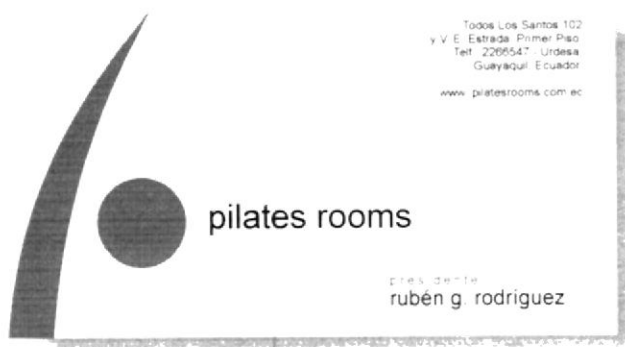 Todos Los Santos 102
y V. E. Estrada. Primer Piso
Telf.: 2266547 - Urdesa
Guayaquil. Ecuador
www. pilatesrooms.com.ec
pilates rooms
presidente
rubén g. rodriguez